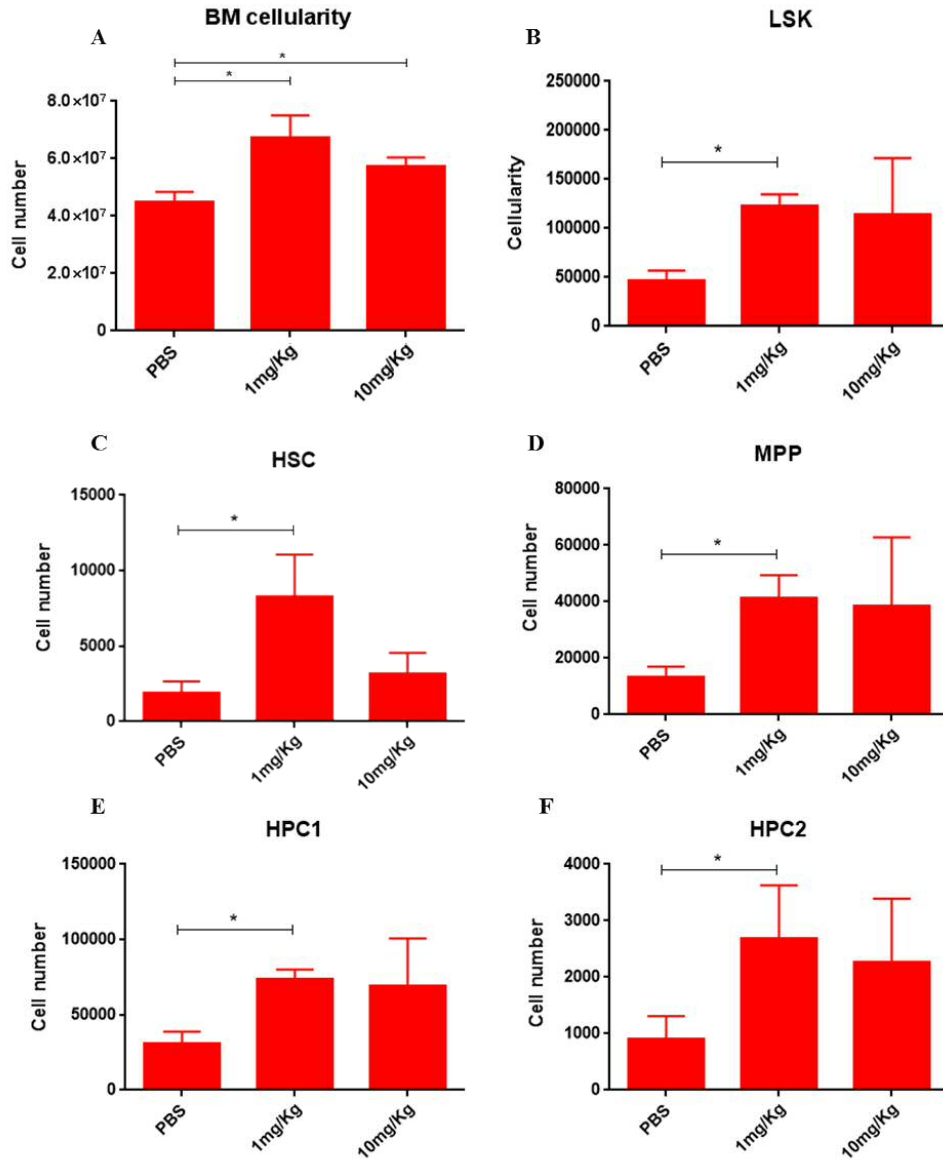 BM cellularity
A
*
*
8.0×10⁷
6.0×10⁷
4.0×10⁷
2.0×10⁷
0
Cell number
PBS
1mg/Kg
10mg/Kg
B
LSK
250000
200000
150000
100000
50000
0
Cellularity
*
PBS
1mg/Kg
10mg/Kg
C
HSC
15000
10000
5000
0
Cell number
*
PBS
1mg/Kg
10mg/Kg
D
MPP
80000
60000
40000
20000
0
Cell number
*
PBS
1mg/Kg
10mg/Kg
E
HPC1
150000
100000
50000
0
Cell number
*
PBS
1mg/Kg
10mg/Kg
F
HPC2
4000
3000
2000
1000
0
Cell number
*
PBS
1mg/Kg
10mg/Kg